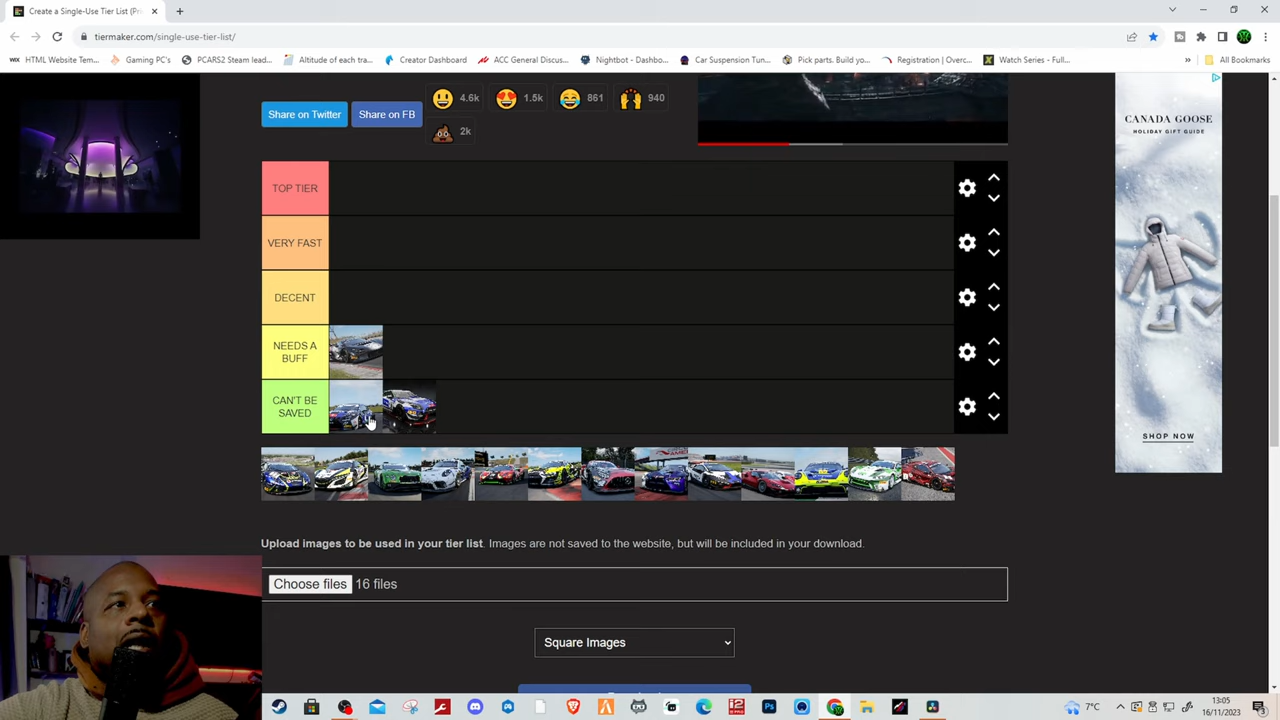 Create a Single-Use Tier List (Pri
tiermaker.com/single-use-tier-list/
HTML Website Tem...
Gaming PC's
PCARS2 Steam lead...
Altitude of each tra...
Creator Dashboard
ACC General Discus...
Nightbot - Dashbo...
Car Suspension Tun...
Pick parts. Build yo...
Registration | Overc...
Watch Series - Full...
»
All Bookmarks
Share on Twitter
Share on FB
4.6k
1.5k
861
940
2k
TOP TIER
VERY FAST
DECENT
NEEDS A
BUFF
CAN'T BE
SAVED
CANADA GOOSE
HOLIDAY GIFT GUIDE
SHOP NOW
Upload images to be used in your tier list. Images are not saved to the website, but will be included in your download.
Choose files 16 files
Square Images
7°C
13:05
16/11/2023